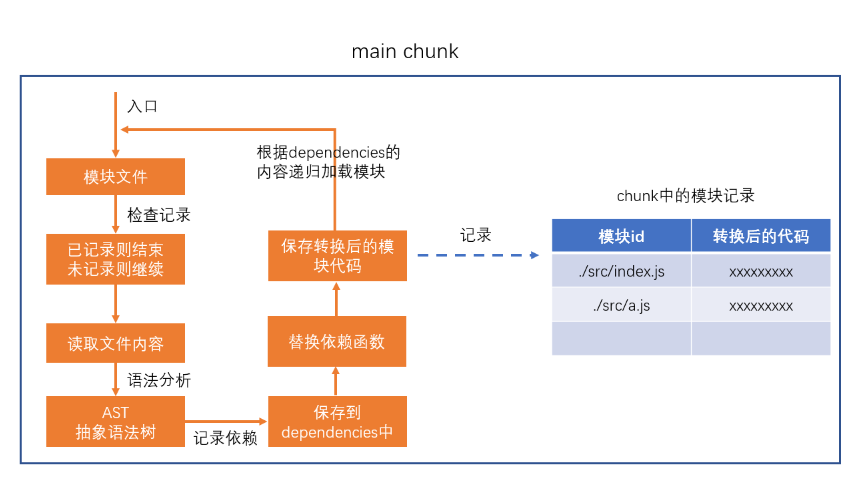 main chunk
入口
模块文件
检查记录
已记录则结束
未记录则继续
读取文件内容
语法分析
AST
抽象语法树
记录依赖
保存到
dependencies中
替换依赖函数
保存转换后的模
块代码
根据dependencies的
内容递归加载模块
记录
chunk中的模块记录
模块id 转换后的代码
./src/index.js xxxxxxxxx
./src/a.js xxxxxxxxx